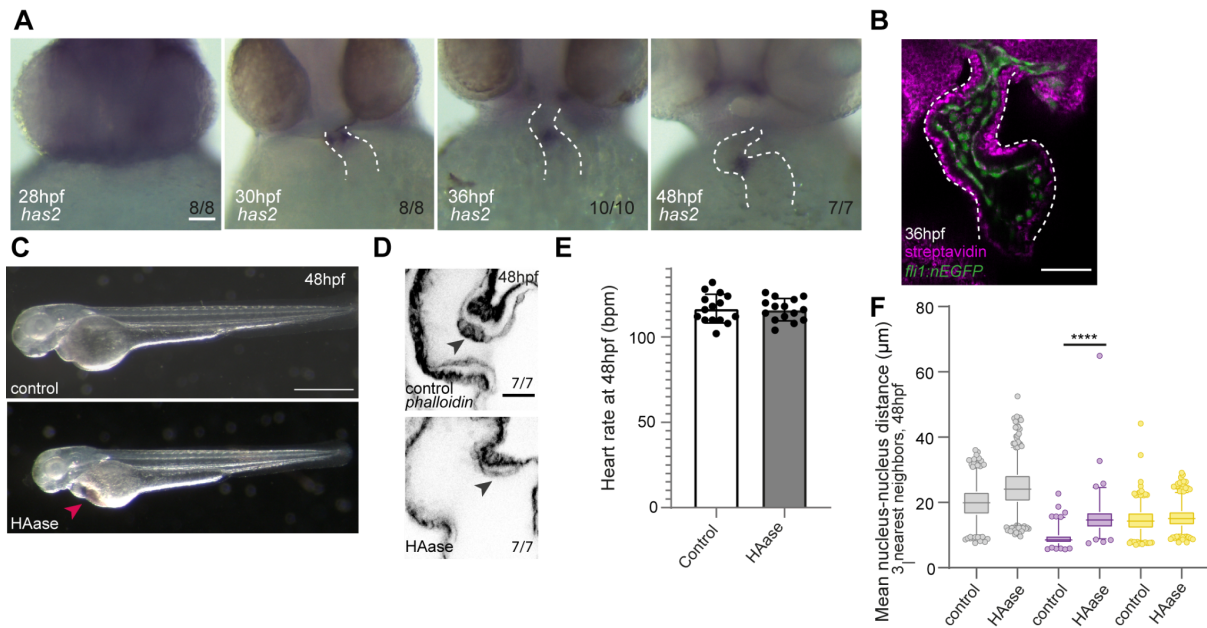 A
28hpf
has2
8/8
30hpf
has2
8/8
36hpf
has2
10/10
48hpf
has2
7/7
B
36hpf
streptavidin
fli1:nEGFP
C
48hpf
control
HAase
D
48hpf
control
phalloidin
7/7
HAase
7/7
E
Heart rate at 48hpf (bpm)
100
50
0
Control
HAase
F
Mean nucleus-nucleus distance (μm)
3 nearest neighbors, 48hpf
80
60
40
20
0
****
control
HAase
control
HAase
control
HAase